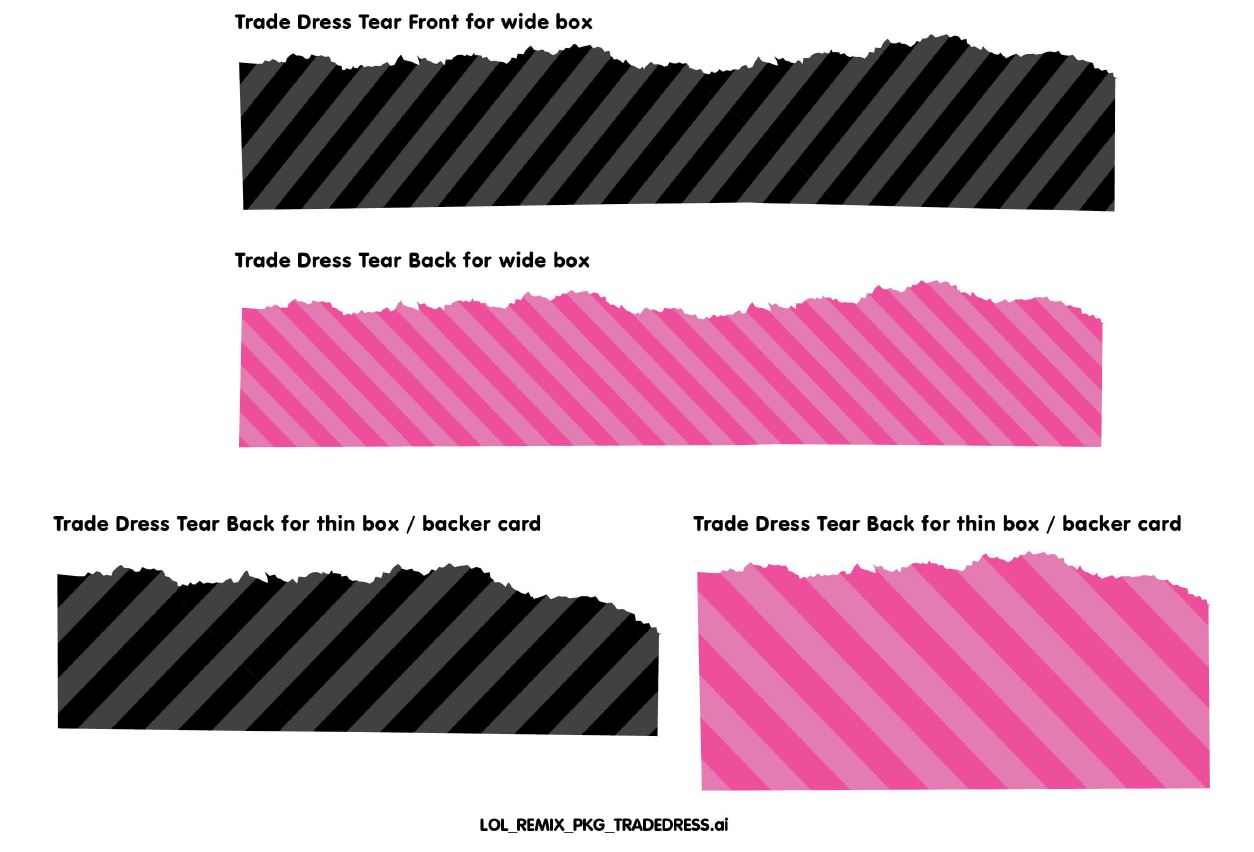 Trade Dress Tear Front for wide box
Trade Dress Tear Back for wide box
Trade Dress Tear Back for thin box / backer card
Trade Dress Tear Back for thin box / backer card
LOL_REMIX_PKG_TRADEDRESS.ai